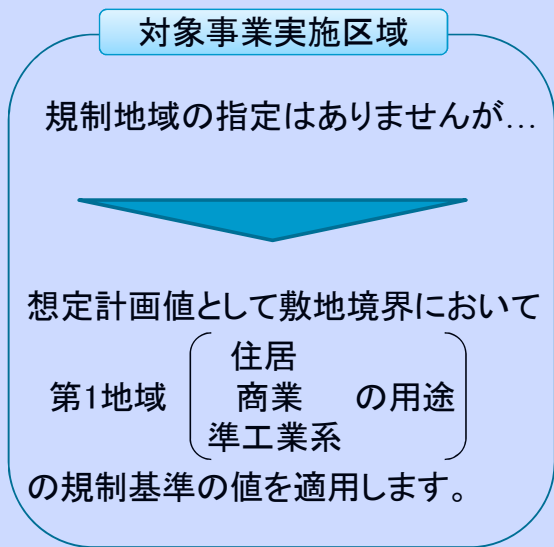 対象事業実施区域
規制地域の指定はありませんが…
想定計画値として敷地境界において
住居
第1地域 商業 の用途
準工業系
の規制基準の値を適用します。